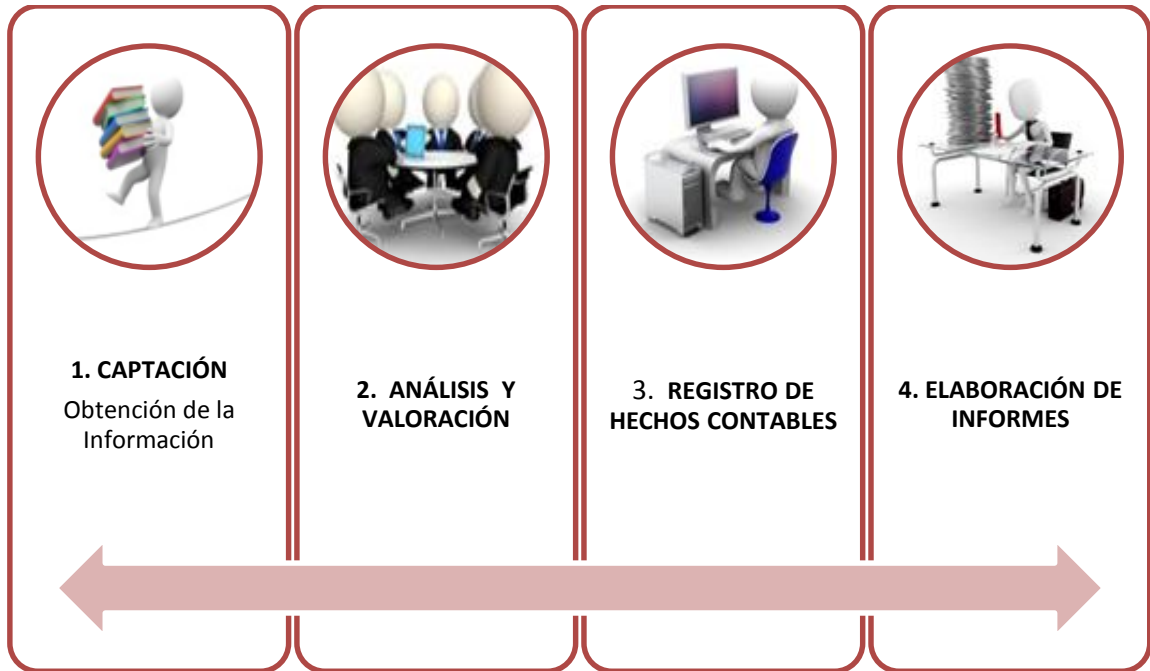 1. CAPTACIÓN
Obtención de la
Información
2. ANÁLISIS Y
VALORACIÓN
3. REGISTRO DE
HECHOS CONTABLES
4. ELABORACIÓN DE
INFORMES